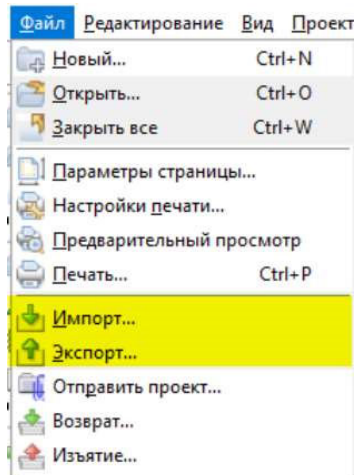 Файл Редактирование Вид Проект
Новый... Ctrl+N
Открыть... Ctrl+O
Закрыть все Ctrl+W
Параметры страницы...
Настройки печати...
Предварительный просмотр
Печать... Ctrl+P
Импорт...
Экспорт...
Отправить проект...
Возврат...
Изъятие...